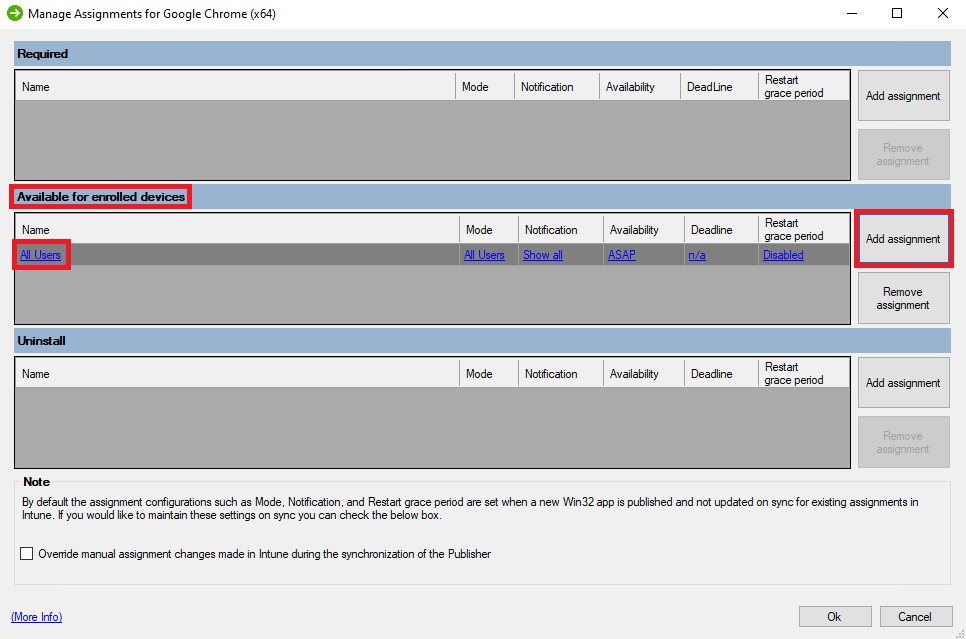 Manage Assignments for Google Chrome (x64)
Required
Name Mode Notification Availability DeadLine Restart
grace period
Add assignment
Remove
assignment
Available for enrolled devices
Name Mode Notification Availability Deadline Restart
grace period
All Users All Users Show all ASAP n/a Disabled
Add assignment
Remove
assignment
Uninstall
Name Mode Notification Availability Deadline Restart
grace period
Add assignment
Remove
assignment
Note
By default the assignment configurations such as Mode, Notification, and Restart grace period are set when a new Win32 app is published and not updated on sync for existing assignments in
Intune. If you would like to maintain these settings on sync you can check the below box.
Override manual assignment changes made in Intune during the synchronization of the Publisher
(More Info)
Ok
Cancel